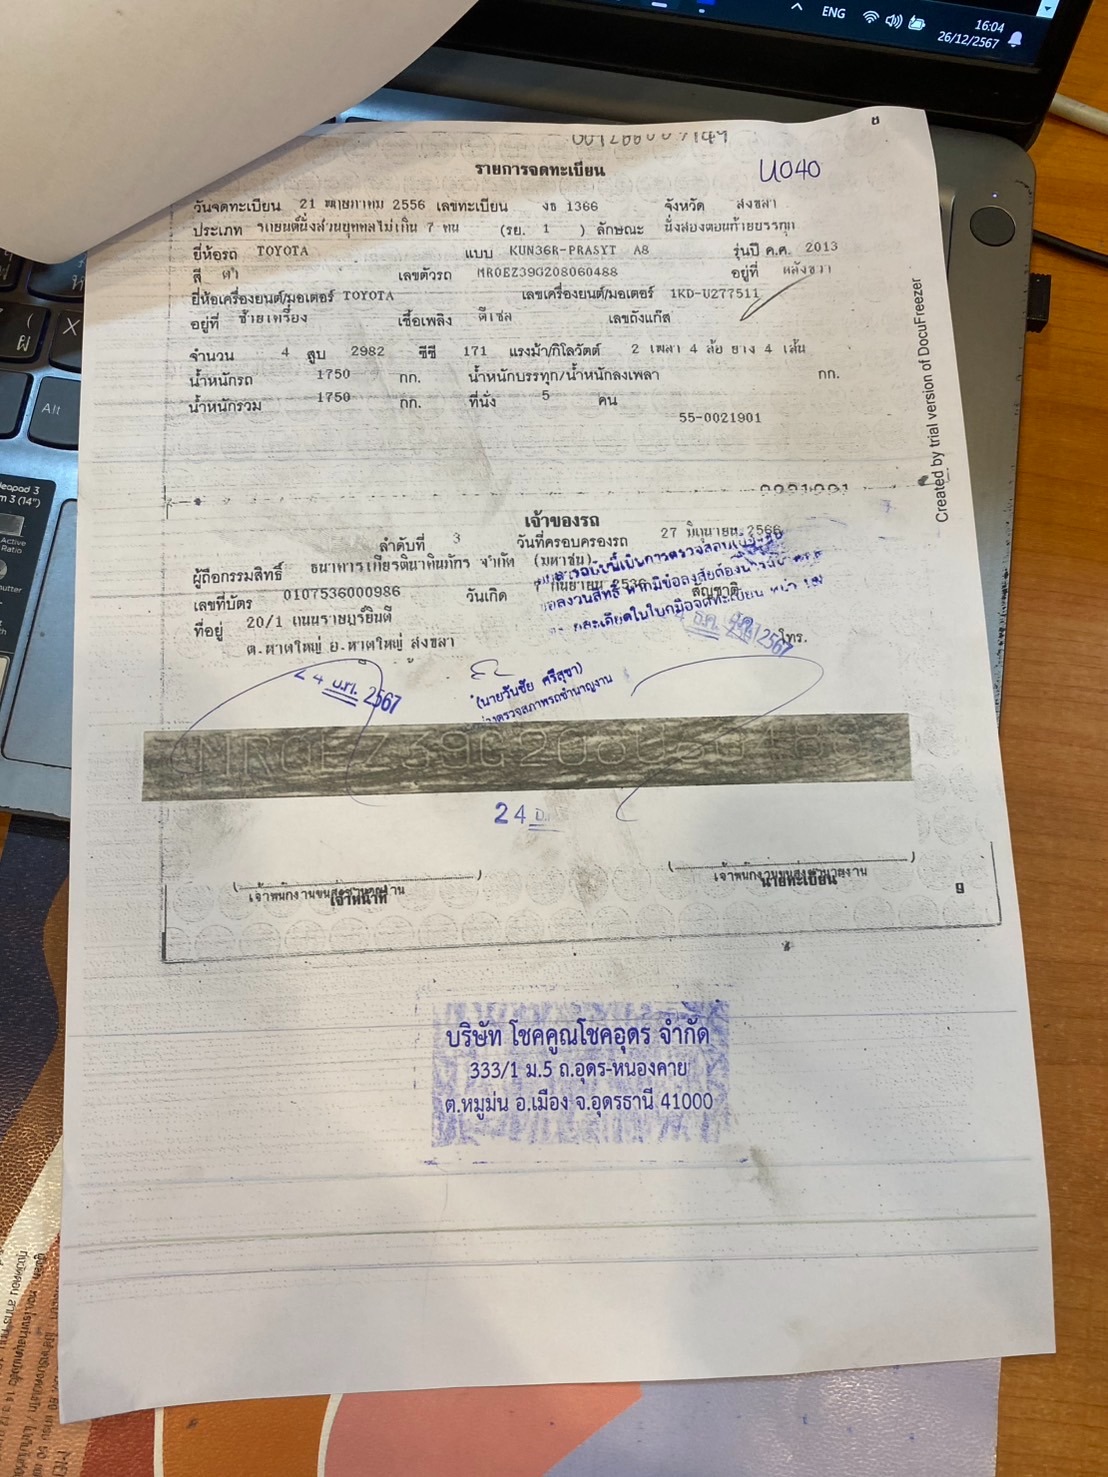 ENG
16:04
26/12/2567
รายการจดทะเบียน
U040
วันจดทะเบียน 21 พฤษภาคม 2556 เลขทะเบียน งธ 1366 จังหวัด สงขลา
ประเภท รถยนต์นั่งส่วนบุคคลไม่เกิน 7 คน (รย. 1 ) ลักษณะ นั่งสองตอนท้ายบรรทุก
ยี่ห้อรถ TOYOTA แบบ KUN36R-PRASYT A8 รุ่นปี ค.ศ. 2013
สี ดำ เลขตัวรถ MR0EZ39G208060488 อยู่ที่ หลังขวา
ยี่ห้อเครื่องยนต์/มอเตอร์ TOYOTA เลขเครื่องยนต์/มอเตอร์ 1KD-U277511
อยู่ที่ ซ้ายเครื่อง เชื้อเพลิง ดีเซล เลขถังแก๊ส
จำนวน 4 สูบ 2982 ซีซี 171 แรงม้า/กิโลวัตต์ 2 เพลา 4 ล้อ ยาง 4 เส้น
น้ำหนักรถ 1750 กก. น้ำหนักบรรทุก/น้ำหนักลงเพลา กก.
น้ำหนักรวม 1750 กก. ที่นั่ง 5 คน
55-0021901
Created by trial version of DocuFreezer
เจ้าของรถ
ลำดับที่ 3 วันที่ครอบครองรถ 27 มิถุนายน 2566
ผู้ถือกรรมสิทธิ์ ธนาคารเกียรตินาคินภัทร จำกัด (มหาชน)
เลขที่บัตร 0107536000986 วันเกิด 7 กันยายน 2536 สัญชาติ
ที่อยู่ 20/1 ถนนราษฎร์ยินดี โทร.
ต.หาดใหญ่ อ.หาดใหญ่ สงขลา
24 ธ.ค. 2567
(นายวันชัย ศรีสุขา)
24 ธ.ค.
เจ้าหน้าที่
นายทะเบียน
9
บริษัท โชคคูณโชคอุดร จำกัด
333/1 ม.5 ถ.อุดร-หนองคาย
ต.หมูม่น อ.เมือง จ.อุดรธานี 41000
Alt